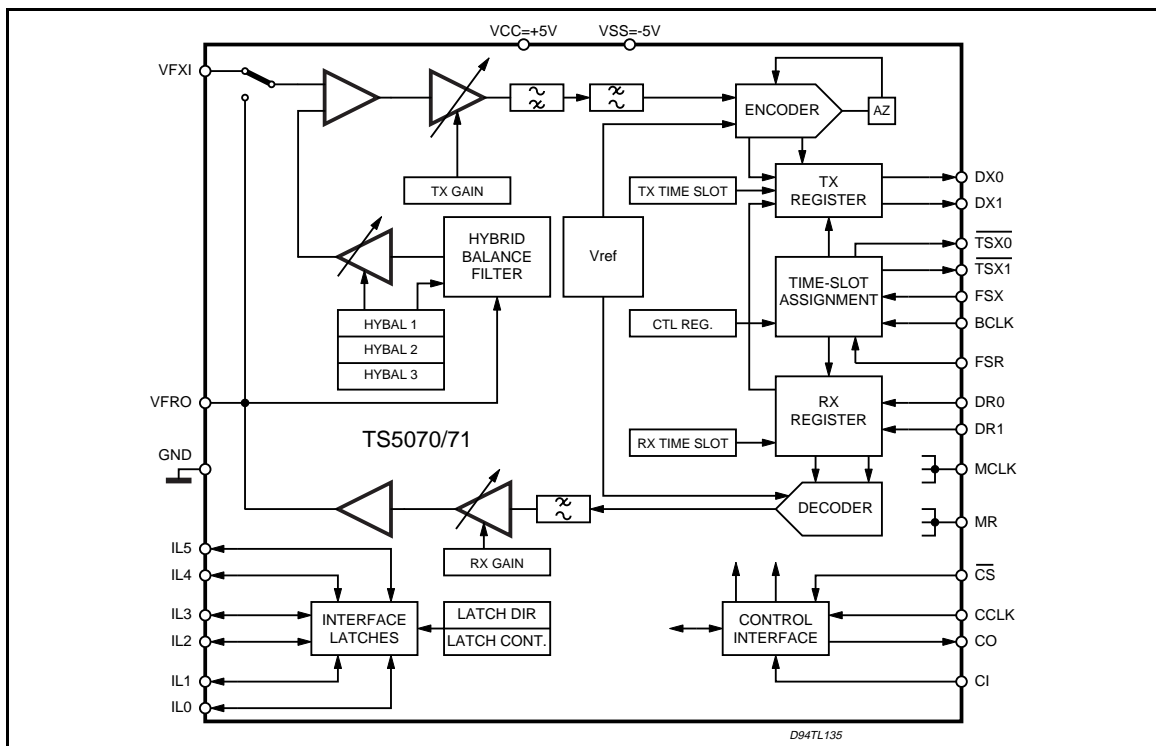 VCC=+5V
VSS=-5V
VFXI
ENCODER
AZ
TX GAIN
TX TIME SLOT
TX
REGISTER
DX0
DX1
HYBRID
BALANCE
FILTER
Vref
TSX0
TSX1
TIME-SLOT
ASSIGNMENT
FSX
BCLK
CTL REG.
HYBAL 1
HYBAL 2
HYBAL 3
FSR
VFRO
RX
REGISTER
DR0
DR1
TS5070/71
RX TIME SLOT
GND
MCLK
DECODER
MR
RX GAIN
IL5
IL4
IL3
IL2
IL1
IL0
INTERFACE
LATCHES
LATCH DIR
LATCH CONT.
CONTROL
INTERFACE
CS
CCLK
CO
CI
D94TL135